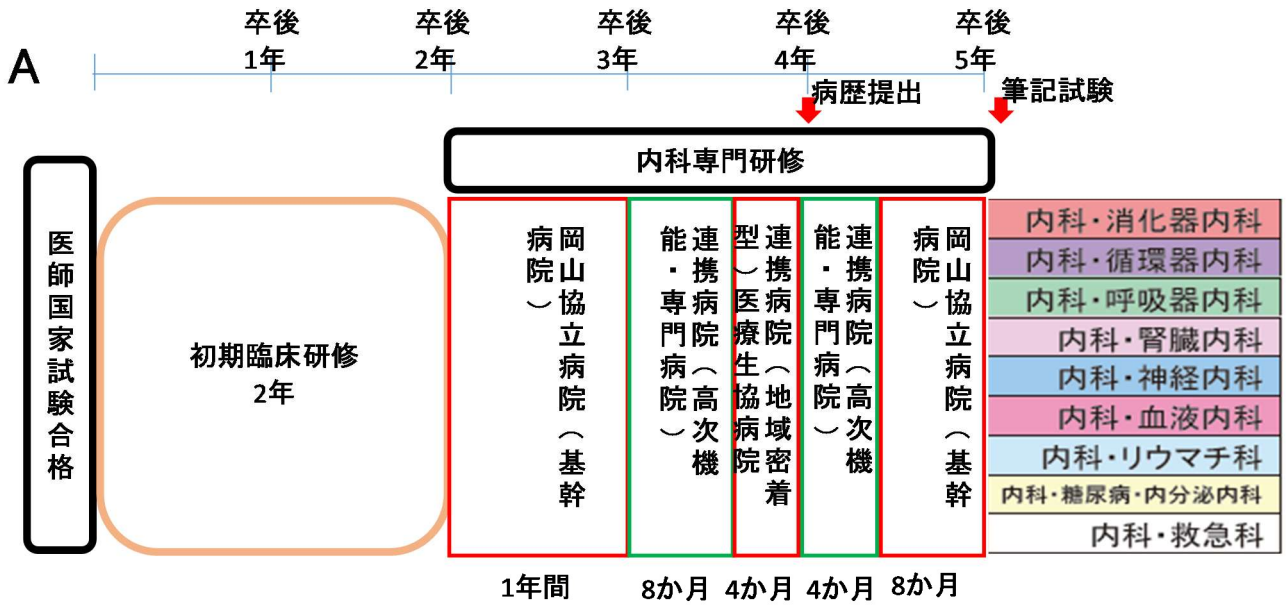 A
卒後
1年
卒後
2年
卒後
3年
卒後
4年
卒後
5年
病歴提出
筆記試験
内科専門研修
医師国家試験合格
初期臨床研修
2年
岡山協立病院（基幹
病院）
連携病院（高次機
能・専門病院）
連携病院（地域密着
型）医療生協病院
連携病院（高次機
能・専門病院）
岡山協立病院（基幹
病院）
内科・消化器内科
内科・循環器内科
内科・呼吸器内科
内科・腎臓内科
内科・神経内科
内科・血液内科
内科・リウマチ科
内科・糖尿病・内分泌内科
内科・救急科
1年間
8か月
4か月
4か月
8か月